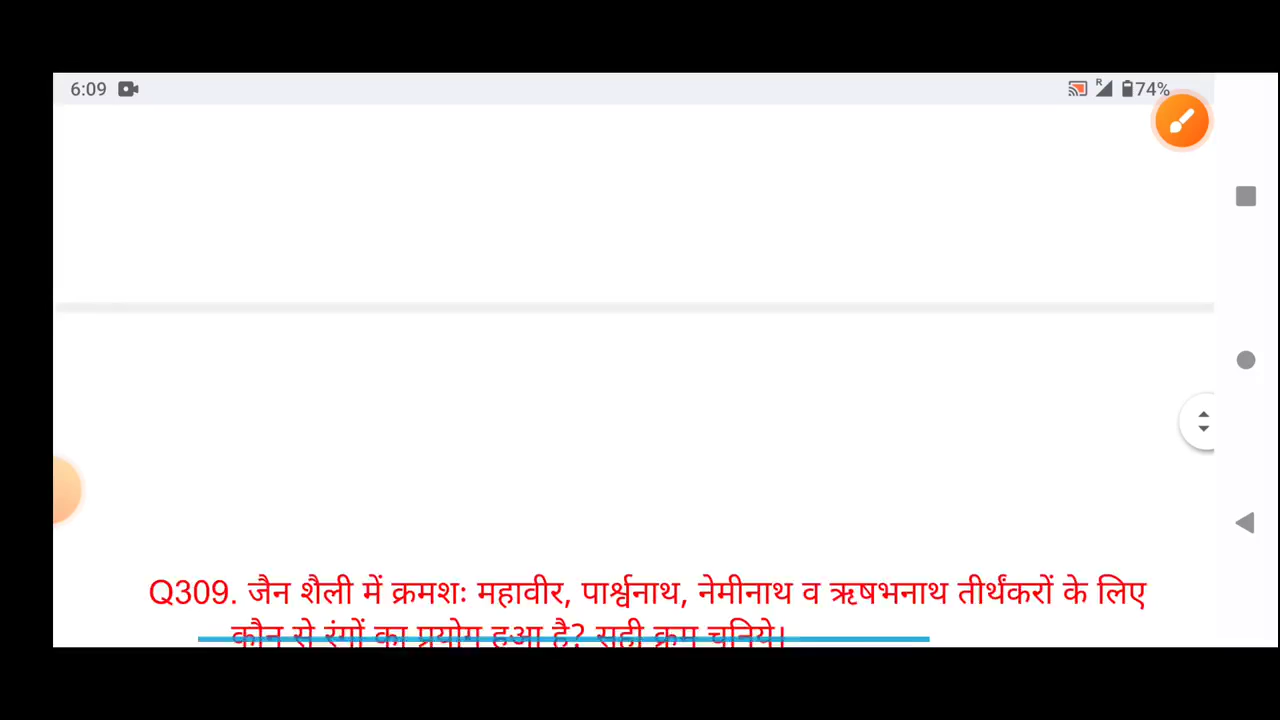 6:09
R
74%
Q309. जैन शैली में क्रमशः महावीर, पार्श्वनाथ, नेमीनाथ व ऋषभनाथ तीर्थंकरों के लिए
कौन से रंगों का प्रयोग हुआ है? सही क्रम चुनिये।